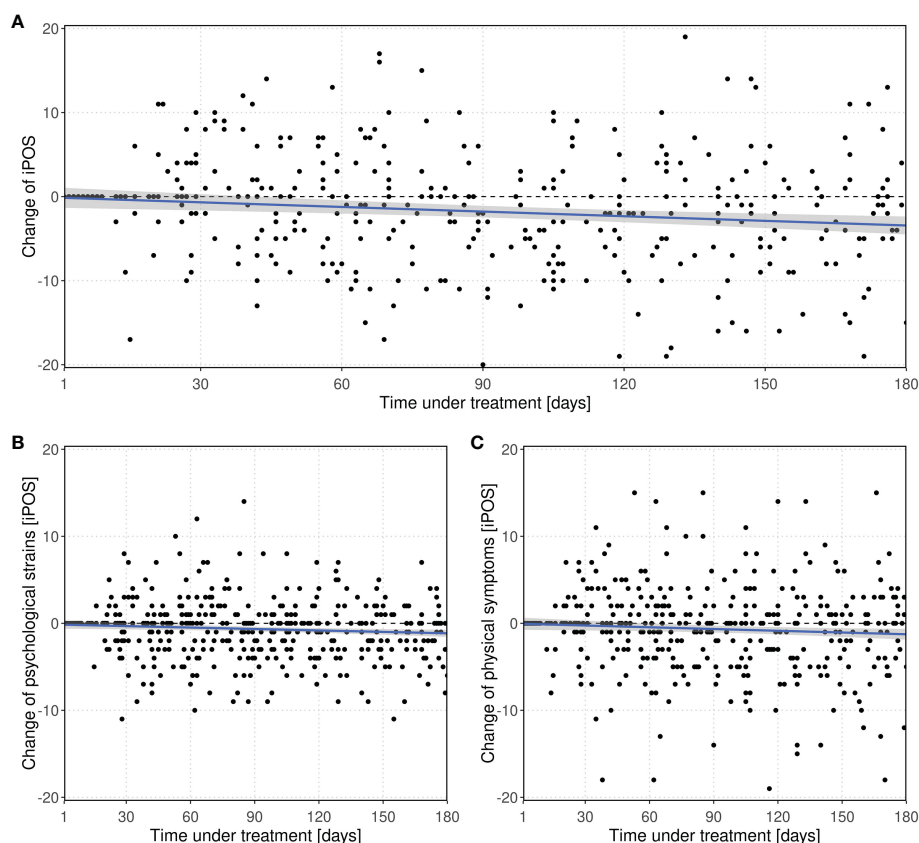 A
20
10
0
-10
-20
Change of iPOS
1 30 60 90 120 150 180
Time under treatment [days]
B
20
10
0
-10
-20
Change of psychological strains [iPOS]
1 30 60 90 120 150 180
Time under treatment [days]
C
20
10
0
-10
-20
Change of physical symptoms [iPOS]
1 30 60 90 120 150 180
Time under treatment [days]